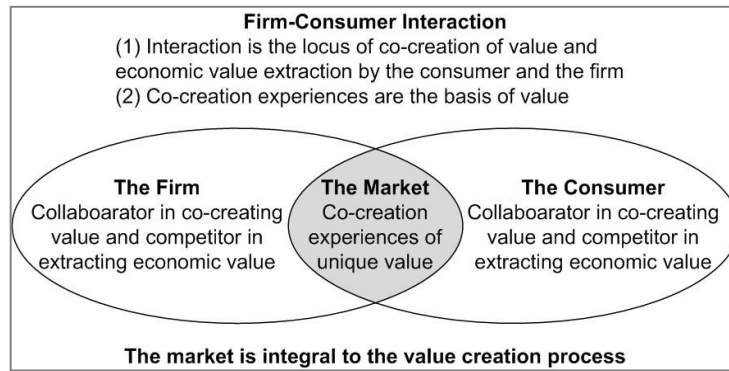 Firm-Consumer Interaction
(1) Interaction is the locus of co-creation of value and
economic value extraction by the consumer and the firm
(2) Co-creation experiences are the basis of value
The Firm
Collaboarator in co-creating
value and competitor in
extracting economic value
The Market
Co-creation
experiences of
unique value
The Consumer
Collaboarator in co-creating
value and competitor in
extracting economic value
The market is integral to the value creation process